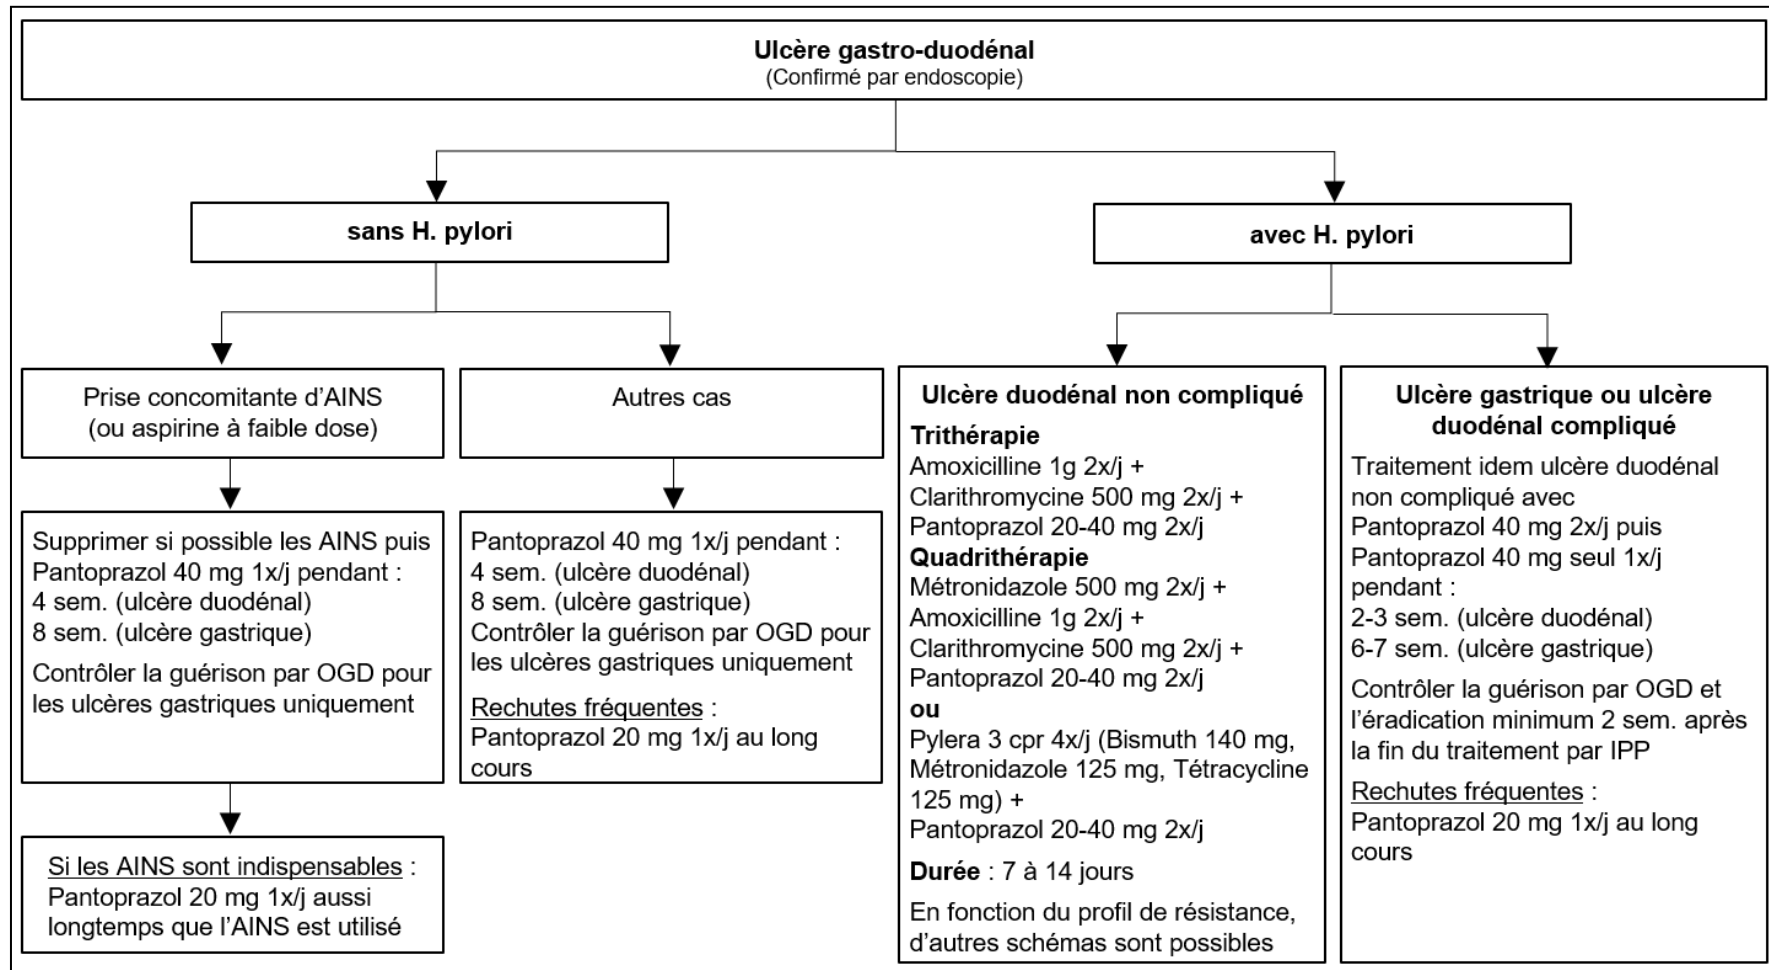 Ulcère gastro-duodénal
(Confirmé par endoscopie)
sans H. pylori
avec H. pylori
Prise concomitante d'AINS
(ou aspirine à faible dose)
Supprimer si possible les AINS puis
Pantoprazol 40 mg 1x/j pendant :
4 sem. (ulcère duodénal)
8 sem. (ulcère gastrique)
Contrôler la guérison par OGD pour
les ulcères gastriques uniquement
Si les AINS sont indispensables :
Pantoprazol 20 mg 1x/j aussi
longtemps que l'AINS est utilisé
Autres cas
Pantoprazol 40 mg 1x/j pendant :
4 sem. (ulcère duodénal)
8 sem. (ulcère gastrique)
Contrôler la guérison par OGD pour
les ulcères gastriques uniquement
Rechutes fréquentes :
Pantoprazol 20 mg 1x/j au long
cours
Ulcère duodénal non compliqué
Trithérapie
Amoxicilline 1g 2x/j +
Clarithromycine 500 mg 2x/j +
Pantoprazol 20-40 mg 2x/j
Quadrithérapie
Métronidazole 500 mg 2x/j +
Amoxicilline 1g 2x/j +
Clarithromycine 500 mg 2x/j +
Pantoprazol 20-40 mg 2x/j
ou
Pylera 3 cpr 4x/j (Bismuth 140 mg,
Métronidazole 125 mg, Tétracycline
125 mg) +
Pantoprazol 20-40 mg 2x/j
Durée : 7 à 14 jours
En fonction du profil de résistance,
d'autres schémas sont possibles
Ulcère gastrique ou ulcère
duodénal compliqué
Traitement idem ulcère duodénal
non compliqué avec
Pantoprazol 40 mg 2x/j puis
Pantoprazol 40 mg seul 1x/j
pendant :
2-3 sem. (ulcère duodénal)
6-7 sem. (ulcère gastrique)
Contrôler la guérison par OGD et
l'éradication minimum 2 sem. après
la fin du traitement par IPP
Rechutes fréquentes :
Pantoprazol 20 mg 1x/j au long
cours